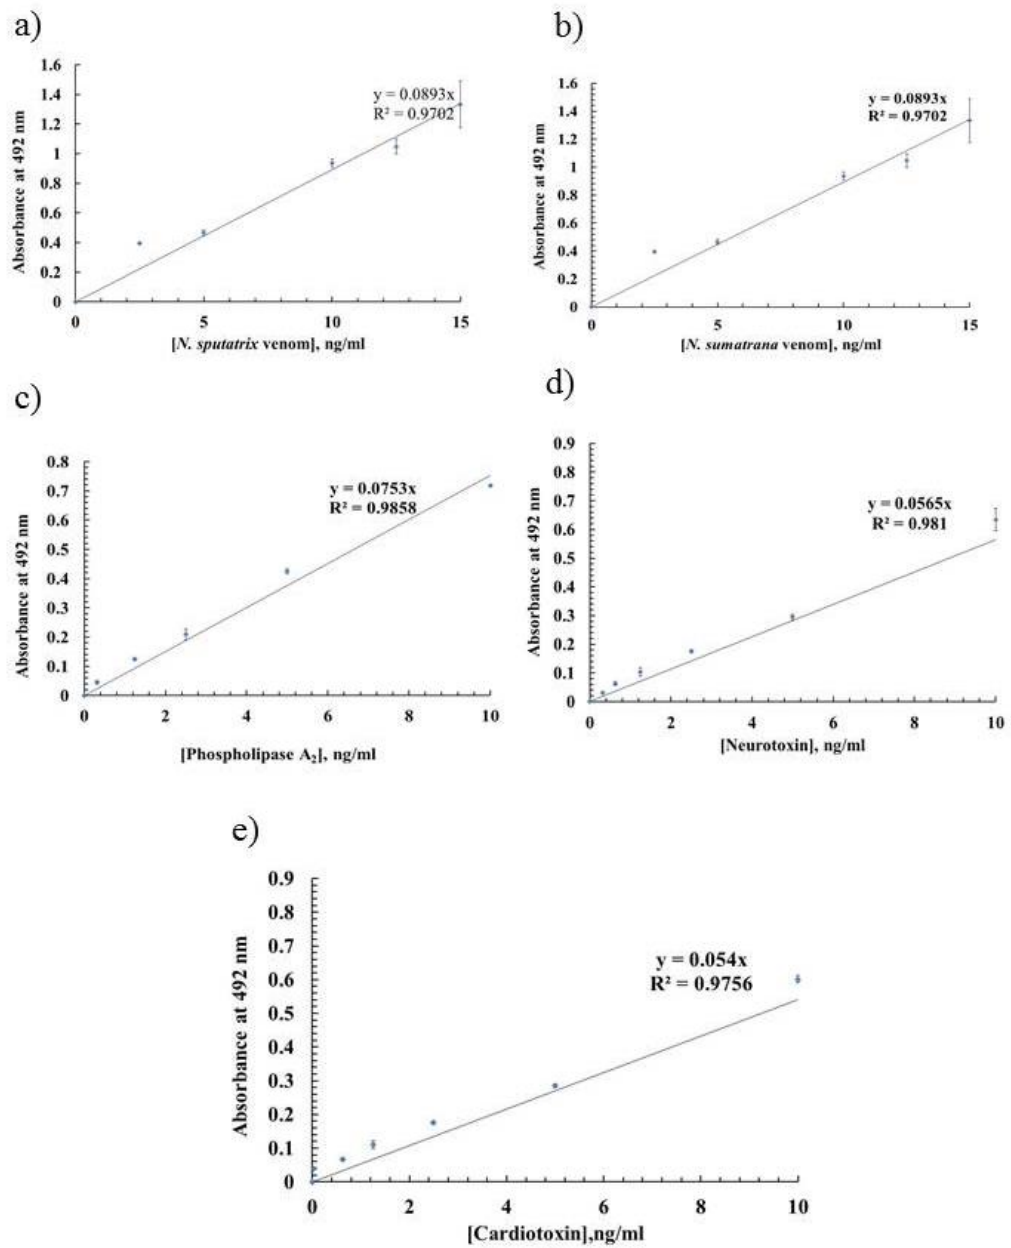 a)
1.6
1.4
1.2
1
0.8
0.6
0.4
0.2
0
Absorbance at 492 nm
y = 0.0893x
R² = 0.9702
0 5 10 15
[N. sputatrix venom], ng/ml
b)
1.6
1.4
1.2
1
0.8
0.6
0.4
0.2
0
Absorbance at 492 nm
y = 0.0893x
R² = 0.9702
0 5 10 15
[N. sumatrana venom], ng/ml
c)
0.8
0.7
0.6
0.5
0.4
0.3
0.2
0.1
0
Absorbance at 492 nm
y = 0.0753x
R² = 0.9858
0 2 4 6 8 10
[Phospholipase A₂], ng/ml
d)
0.9
0.8
0.7
0.6
0.5
0.4
0.3
0.2
0.1
0
Absorbance at 492 nm
y = 0.0565x
R² = 0.981
0 2 4 6 8 10
[Neurotoxin], ng/ml
e)
0.9
0.8
0.7
0.6
0.5
0.4
0.3
0.2
0.1
0
Absorbance at 492 nm
y = 0.054x
R² = 0.9756
0 2 4 6 8 10
[Cardiotoxin],ng/ml